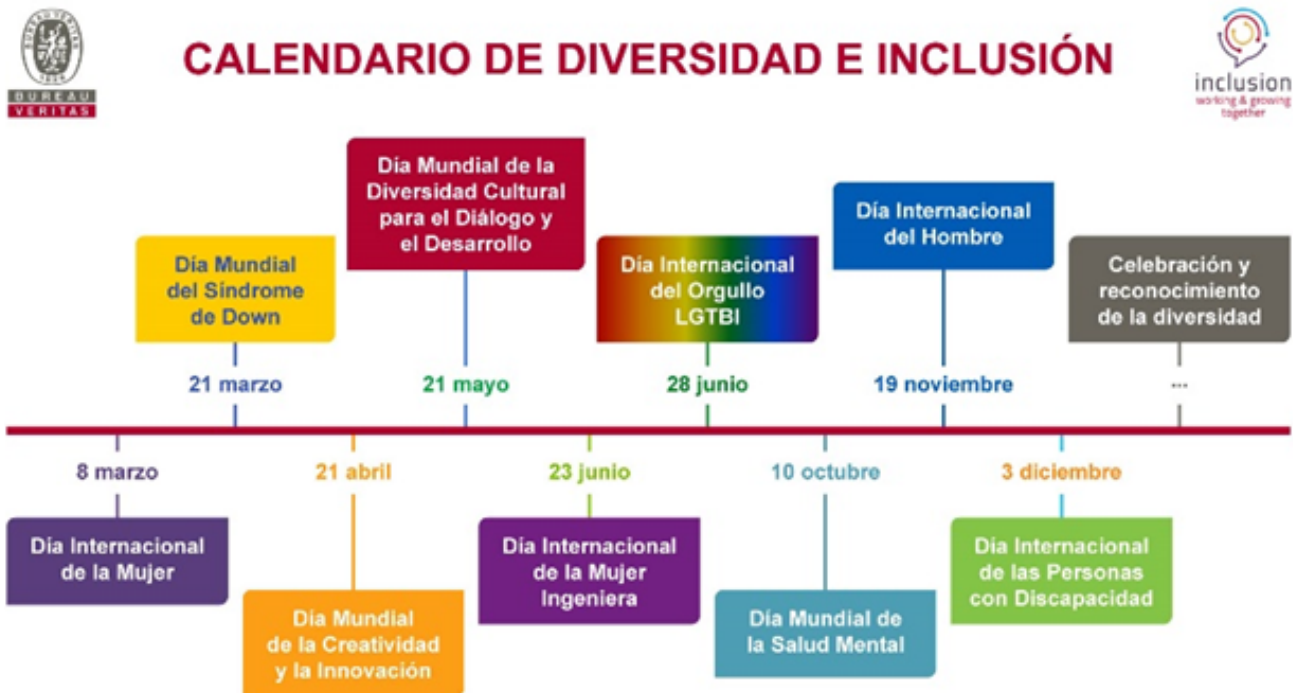 BUREAU VERITAS
1828
BUREAU
VERITAS
CALENDARIO DE DIVERSIDAD E INCLUSIÓN
inclusion
working & growing
together
Día Mundial de la
Diversidad Cultural
para el Diálogo y
el Desarrollo
Día Internacional
del Hombre
Día Mundial
del Síndrome
de Down
Día Internacional
del Orgullo
LGTBI
Celebración y
reconocimiento
de la diversidad
21 marzo
21 mayo
28 junio
19 noviembre
...
8 marzo
21 abril
23 junio
10 octubre
3 diciembre
Día Internacional
de la Mujer
Día Internacional
de la Mujer
Ingeniera
Día Internacional
de las Personas
con Discapacidad
Día Mundial
de la Creatividad
y la Innovación
Día Mundial de
la Salud Mental